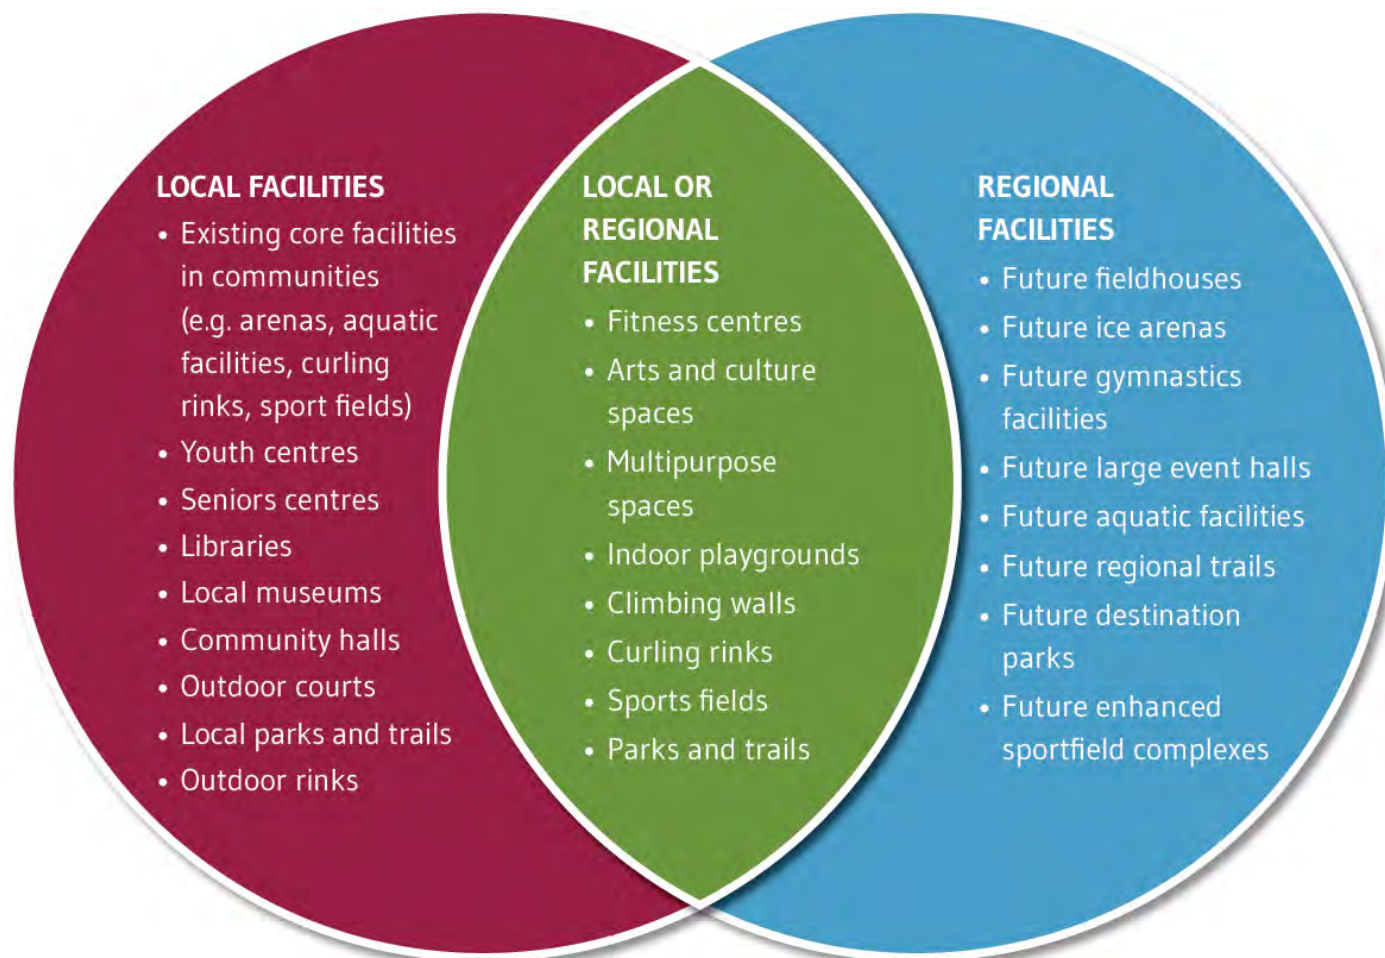 LOCAL FACILITIES
• Existing core facilities
in communities
(e.g. arenas, aquatic
facilities, curling
rinks, sport fields)
• Youth centres
• Seniors centres
• Libraries
• Local museums
• Community halls
• Outdoor courts
• Local parks and trails
• Outdoor rinks
LOCAL OR
REGIONAL
FACILITIES
• Fitness centres
• Arts and culture
spaces
• Multipurpose
spaces
• Indoor playgrounds
• Climbing walls
• Curling rinks
• Sports fields
• Parks and trails
REGIONAL
FACILITIES
• Future fieldhouses
• Future ice arenas
• Future gymnastics
facilities
• Future large event halls
• Future aquatic facilities
• Future regional trails
• Future destination
parks
• Future enhanced
sportfield complexes